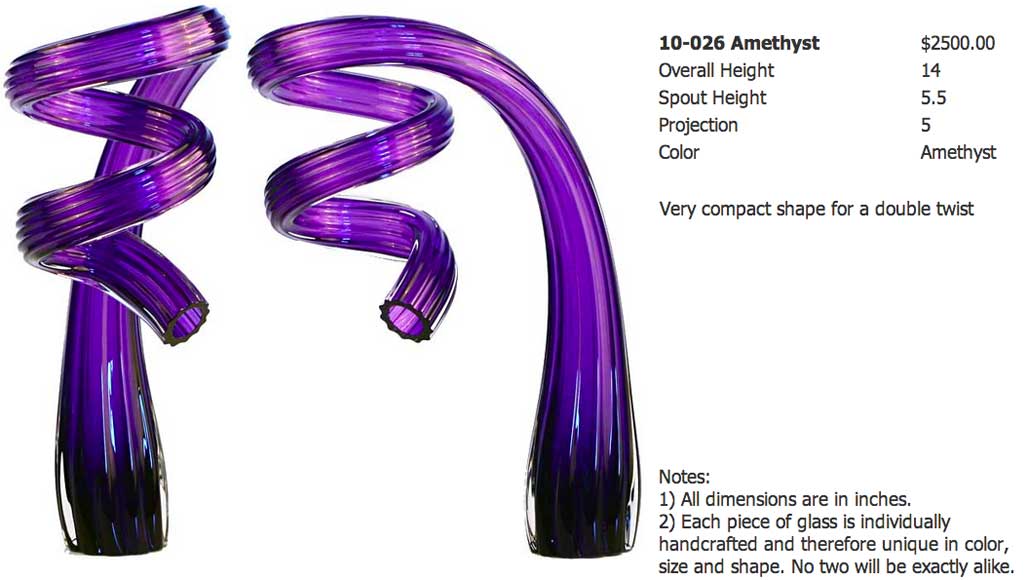 10-026 Amethyst $2500.00
Overall Height 14
Spout Height 5.5
Projection 5
Color Amethyst
Very compact shape for a double twist
Notes:
1) All dimensions are in inches.
2) Each piece of glass is individually
handcrafted and therefore unique in color,
size and shape. No two will be exactly alike.